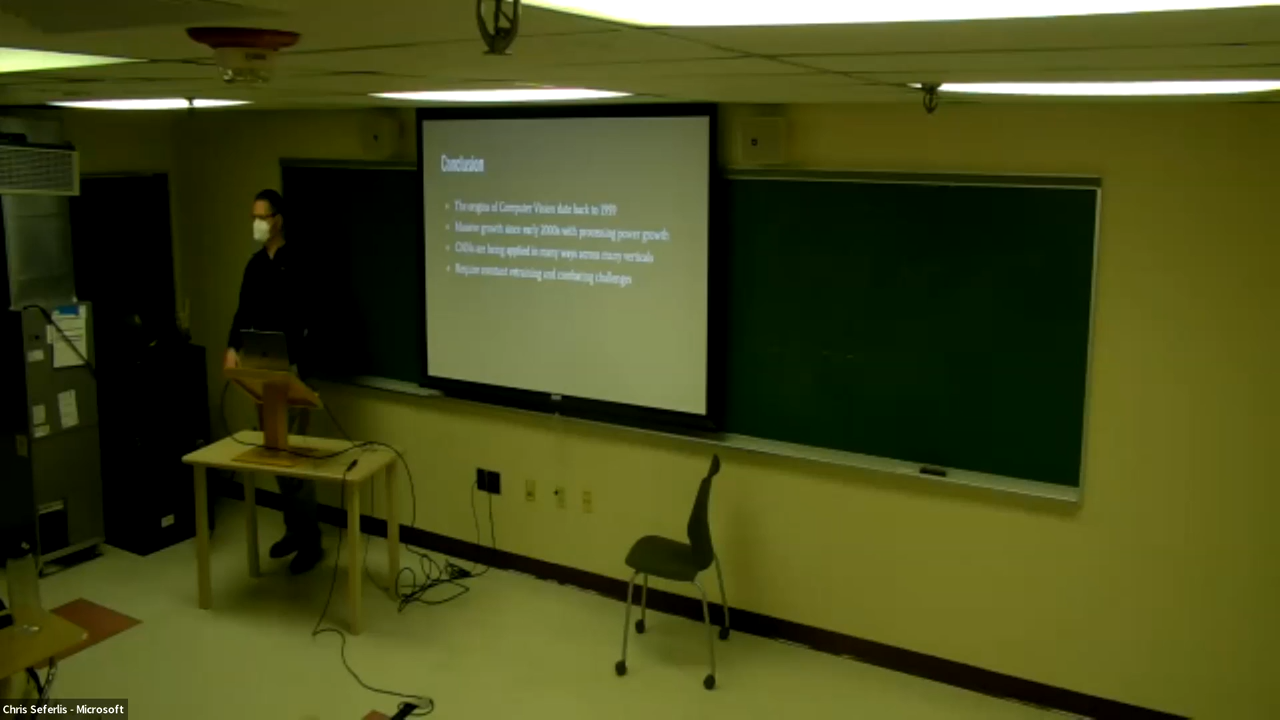 Conclusion
The origins of Computer Vision date back to 1959
Massive growth since early 2000s with processing power growth
CNNs are being applied in many ways across many verticals
Require constant retraining and combating challenges
Chris Seferlis - Microsoft